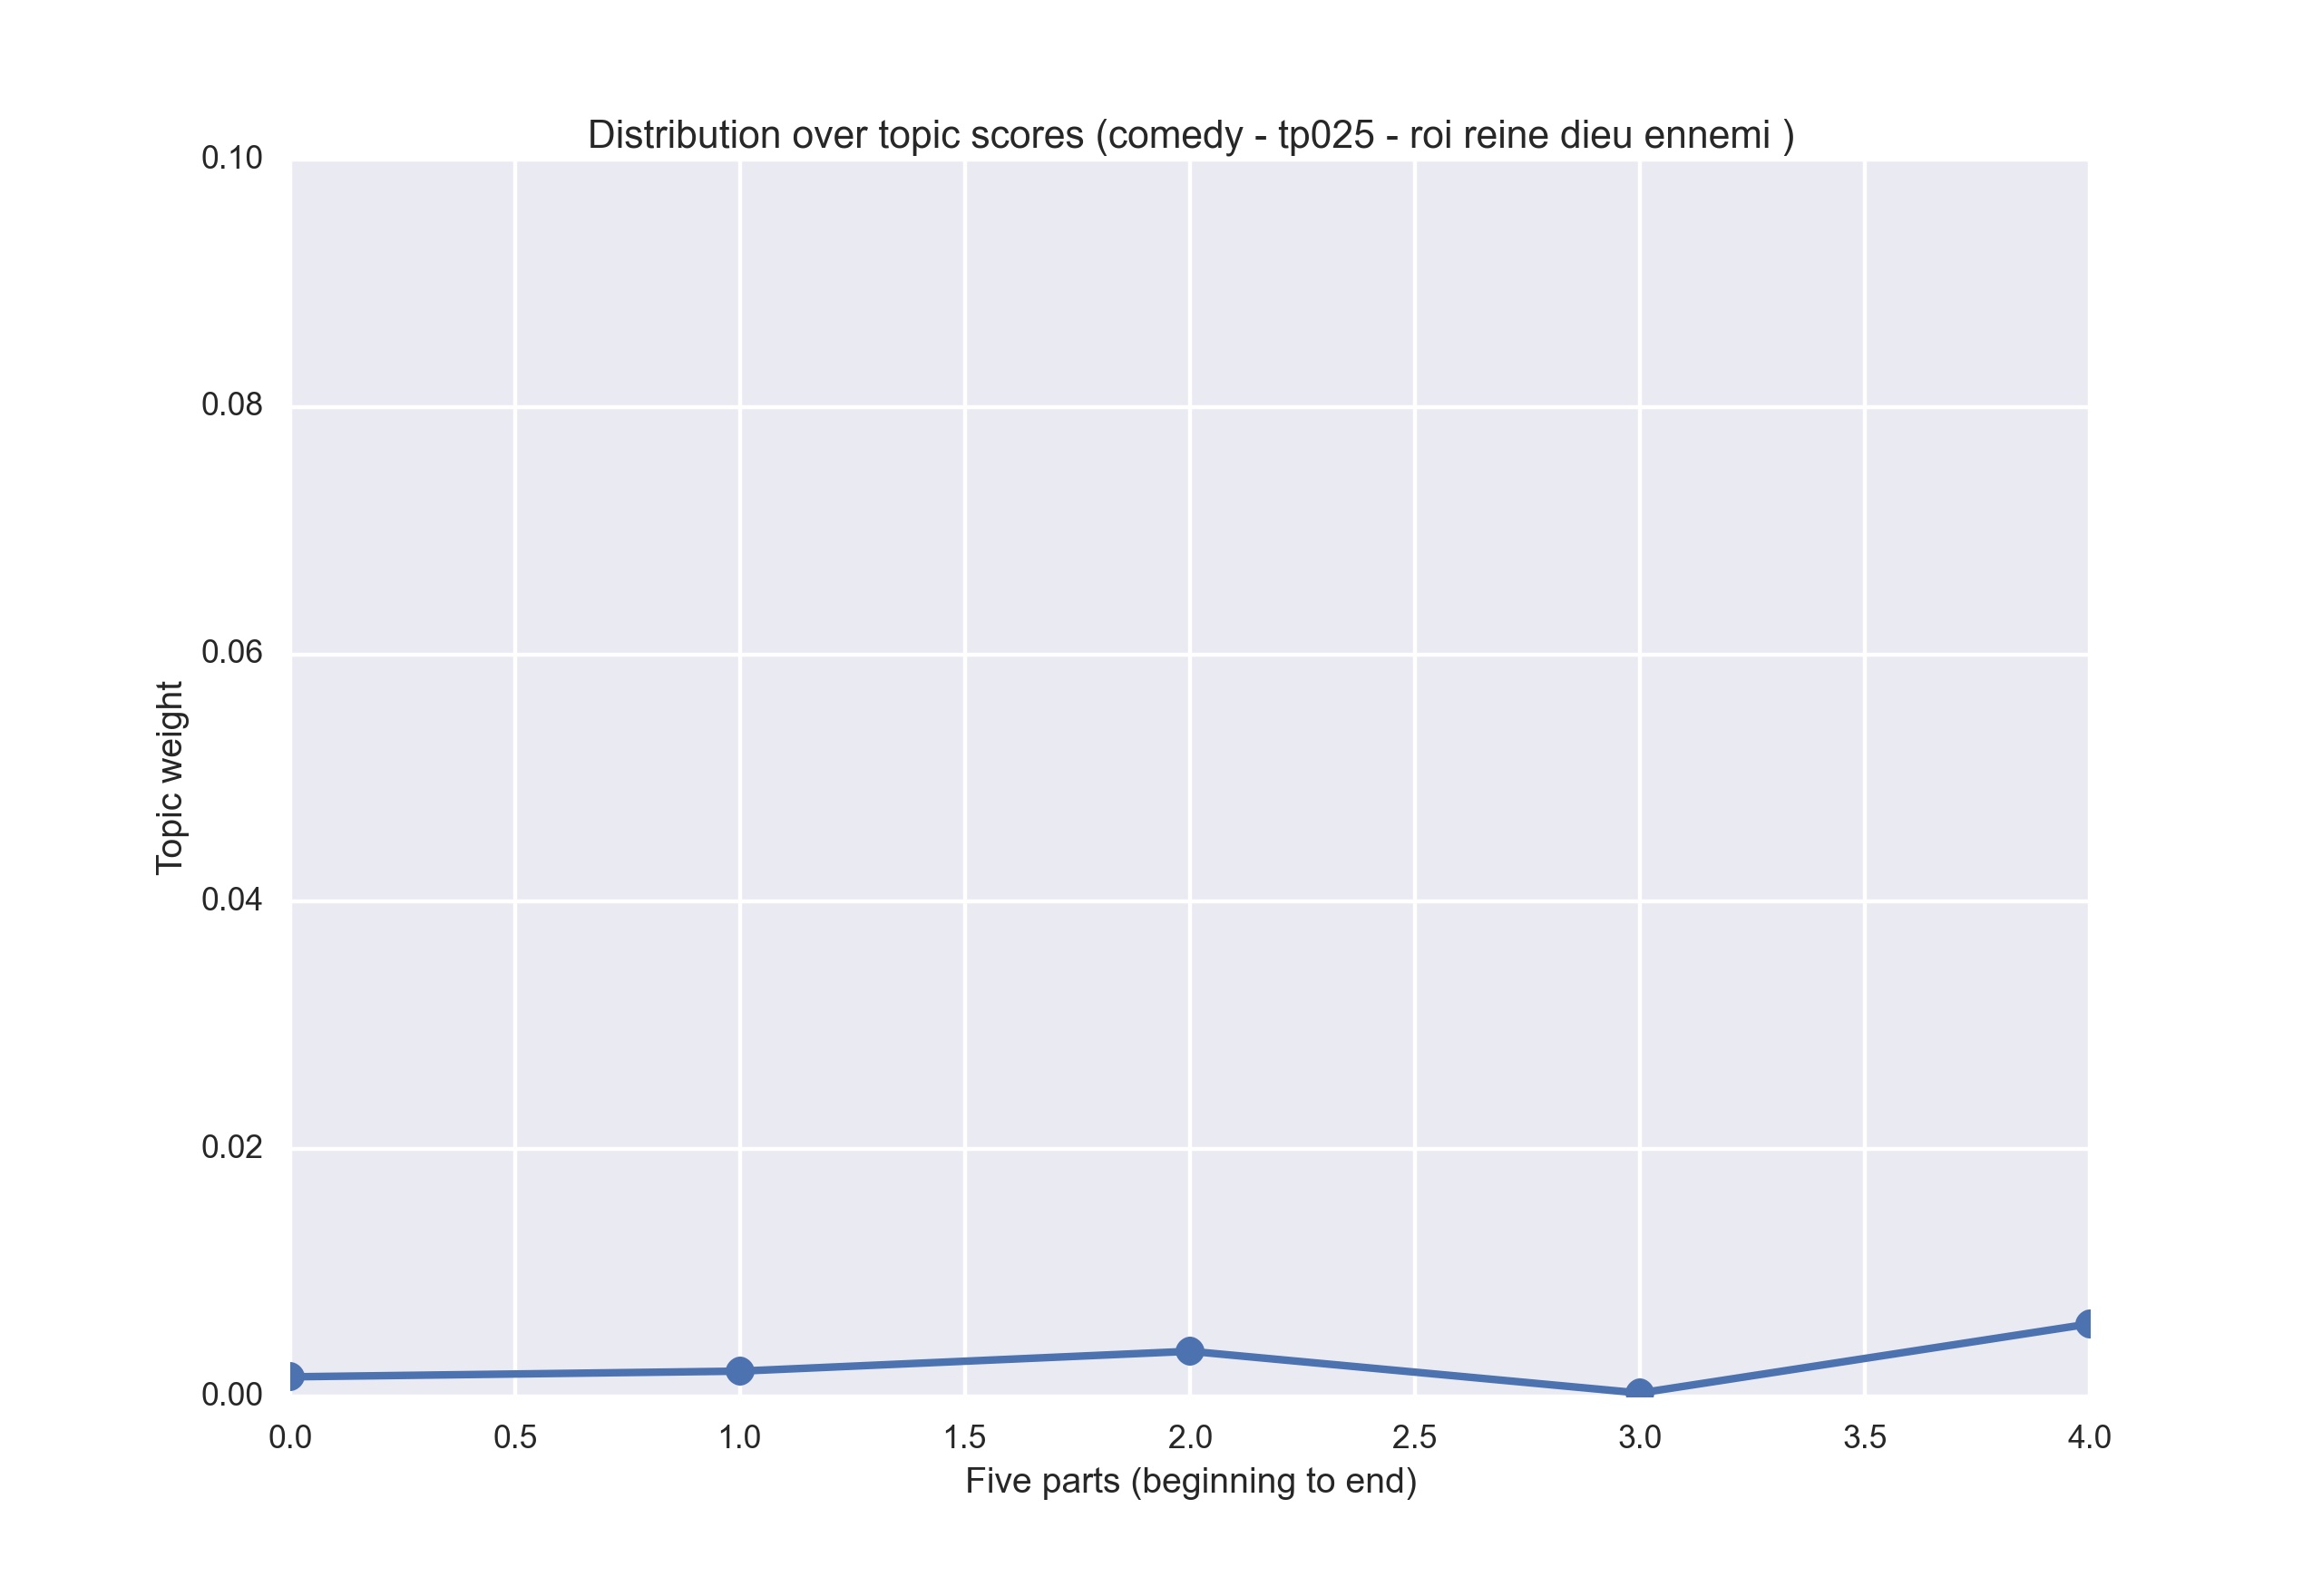 Distribution over topic scores (comedy - tp025 - roi reine dieu ennemi )
0.10
0.08
0.06
0.04
0.02
0.00
Topic weight
0.0 0.5 1.0 1.5 2.0 2.5 3.0 3.5 4.0
Five parts (beginning to end)